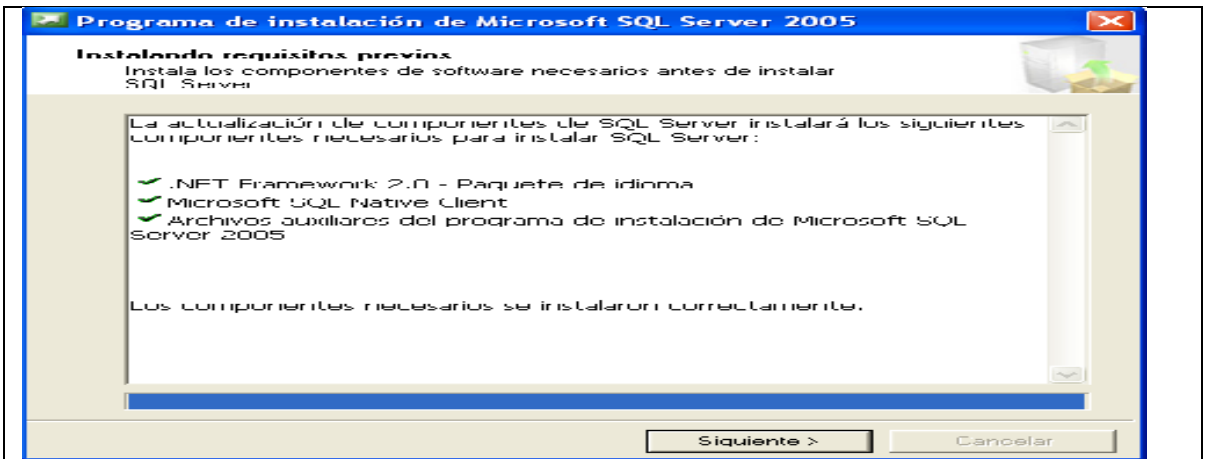 Programa de instalación de Microsoft SQL Server 2005
Instalando requisitos previos
Instala los componentes de software necesarios antes de instalar
SQL Server
La actualización de componentes de SQL Server instalará los siguientes
componentes necesarios para instalar SQL Server:
.NET Framework 2.0 - Paquete de idioma
Microsoft SQL Native Client
Archivos auxiliares del programa de instalación de Microsoft SQL
Server 2005
Los componentes necesarios se instalaron correctamente.
Siguiente >
Cancelar